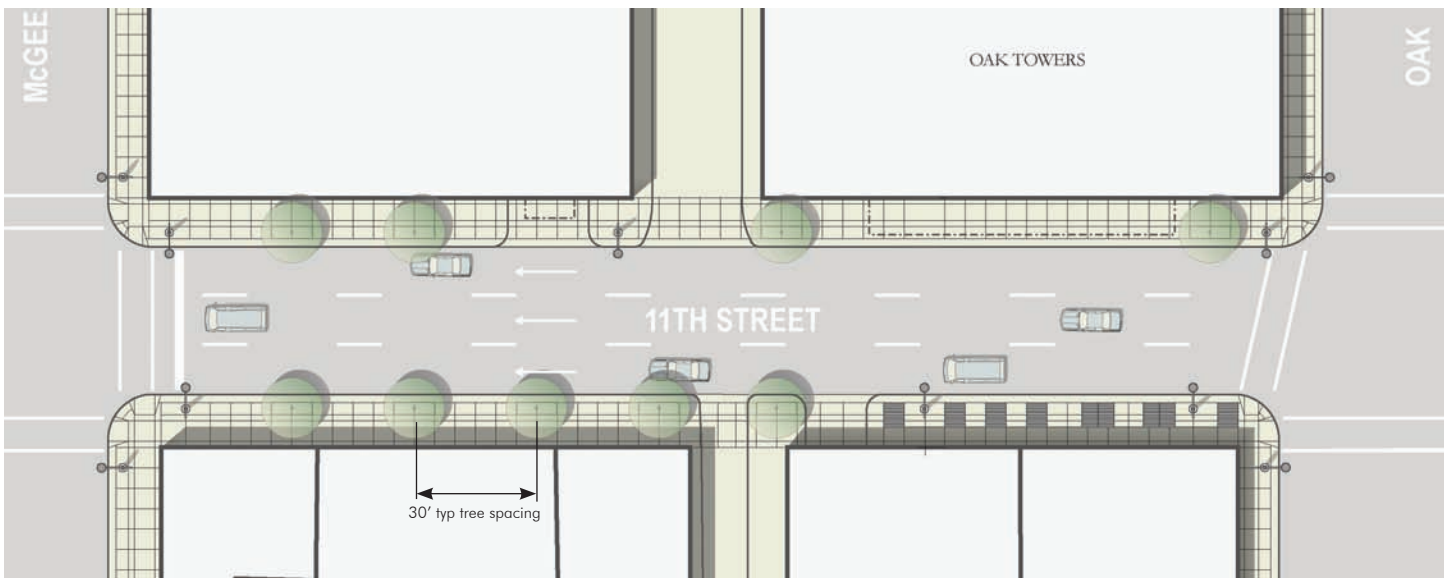 McGEE
OAK TOWERS
OAK
11TH STREET
30’ typ tree spacing